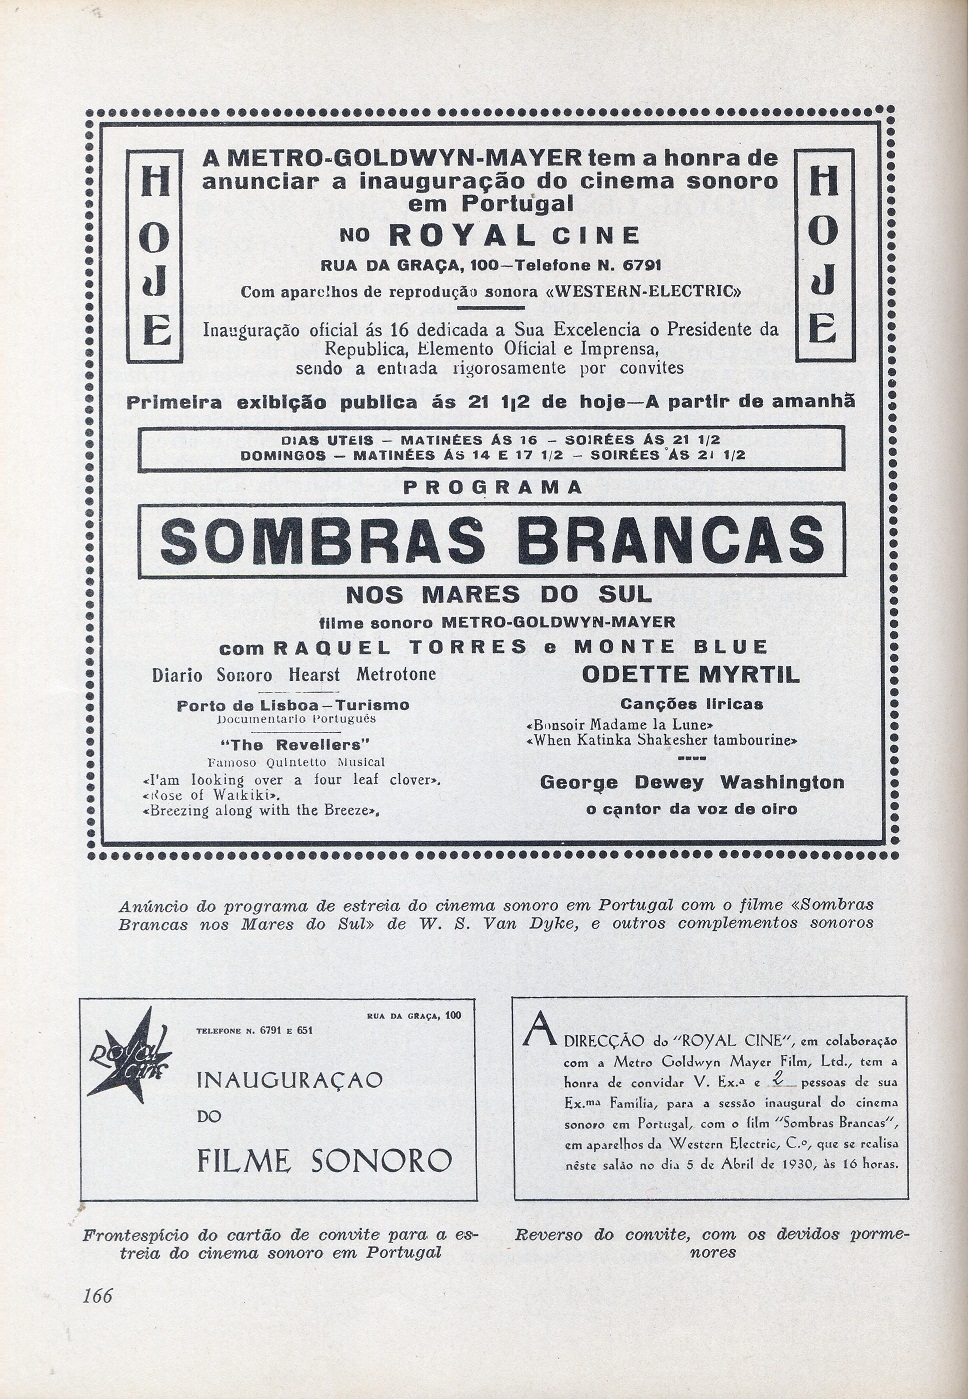 HOJE
A METRO-GOLDWYN-MAYER tem a honra de
anunciar a inauguração do cinema sonoro
em Portugal
NO ROYAL CINE
RUA DA GRAÇA, 100—Telefone N. 6791
Com aparelhos de reprodução sonora «WESTERN-ELECTRIC»
HOJE
Inauguração oficial ás 16 dedicada a Sua Excelencia o Presidente da
Republica, Elemento Oficial e Imprensa,
sendo a entrada rigorosamente por convites
Primeira exibição publica ás 21 1|2 de hoje—A partir de amanhã
DIAS UTEIS — MATINÉES ÁS 16 — SOIRÉES ÁS 21 1/2
DOMINGOS — MATINÉES ÁS 14 E 17 1/2 — SOIRÉES ÁS 21 1/2
PROGRAMA
SOMBRAS BRANCAS
NOS MARES DO SUL
filme sonoro METRO-GOLDWYN-MAYER
com RAQUEL TORRES e MONTE BLUE
Diario Sonoro Hearst Metrotone
Porto de Lisboa—Turismo
Documentario Português
"The Revellers"
Famoso Quintetto Musical
«I'am looking over a four leaf clover».
«Rose of Waikiki».
«Breezing along with the Breeze».
ODETTE MYRTIL
Canções liricas
«Bonsoir Madame la Lune»
«When Katinka Shakesher tambourine»
George Dewey Washington
o cantor da voz de oiro
Anúncio do programa de estreia do cinema sonoro em Portugal com o filme «Sombras
Brancas nos Mares do Sul» de W. S. Van Dyke, e outros complementos sonoros
Royal Cine
RUA DA GRAÇA, 100
TELEFONE N. 6791 E 651
INAUGURAÇAO
DO
FILME SONORO
Frontespício do cartão de convite para a es-
treia do cinema sonoro em Portugal
A DIRECÇÃO do "ROYAL CINE", em colaboração
com a Metro Goldwyn Mayer Film, Ltd., tem a
honra de convidar V. Ex.ª e 2 pessoas de sua
Ex.ma Família, para a sessão inaugural do cinema
sonoro em Portugal, com o film "Sombras Brancas",
em aparelhos da Western Electric, C.º, que se realisa
nêste salão no dia 5 de Abril de 1930, às 16 horas.
Reverso do convite, com os devidos porme-
nores
166